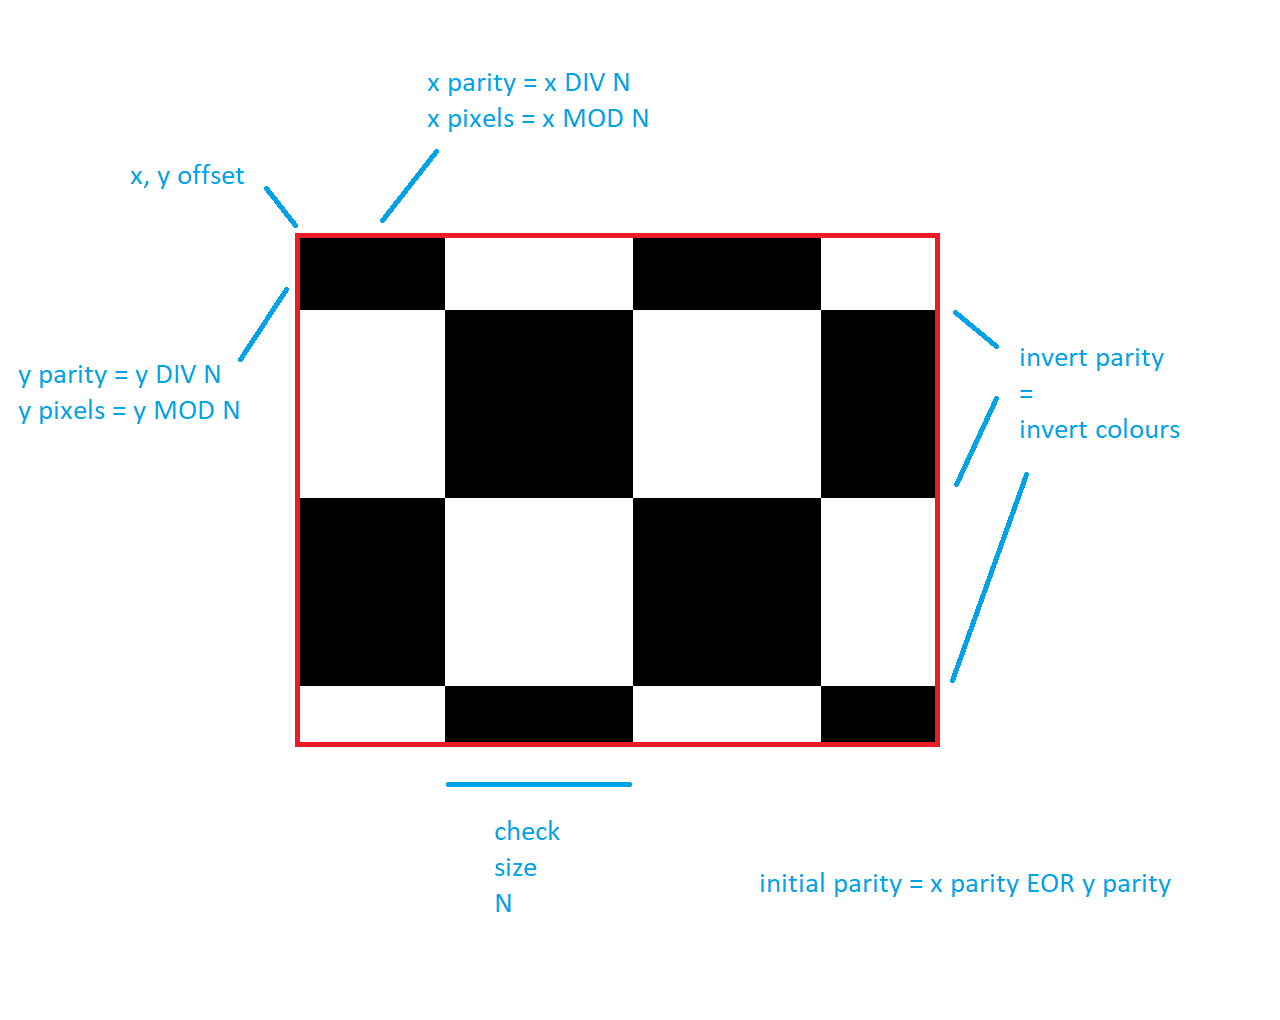 x parity = x DIV N
x pixels = x MOD N
x, y offset
y parity = y DIV N
y pixels = y MOD N
invert parity
=
invert colours
check
size
N
initial parity = x parity EOR y parity